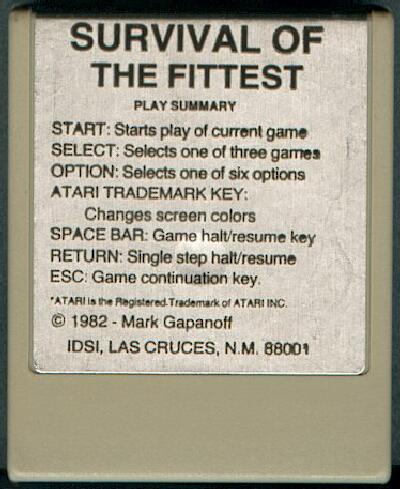 SURVIVAL OF
THE FITTEST
PLAY SUMMARY
START: Starts play of current game
SELECT: Selects one of three games
OPTION: Selects one of six options
ATARI TRADEMARK KEY:
Changes screen colors
SPACE BAR: Game halt/resume key
RETURN: Single step halt/resume
ESC: Game continuation key.
*ATARI is the Registered Trademark of ATARI INC.
© 1982 - Mark Gapanoff
IDSI, LAS CRUCES, N.M. 88001